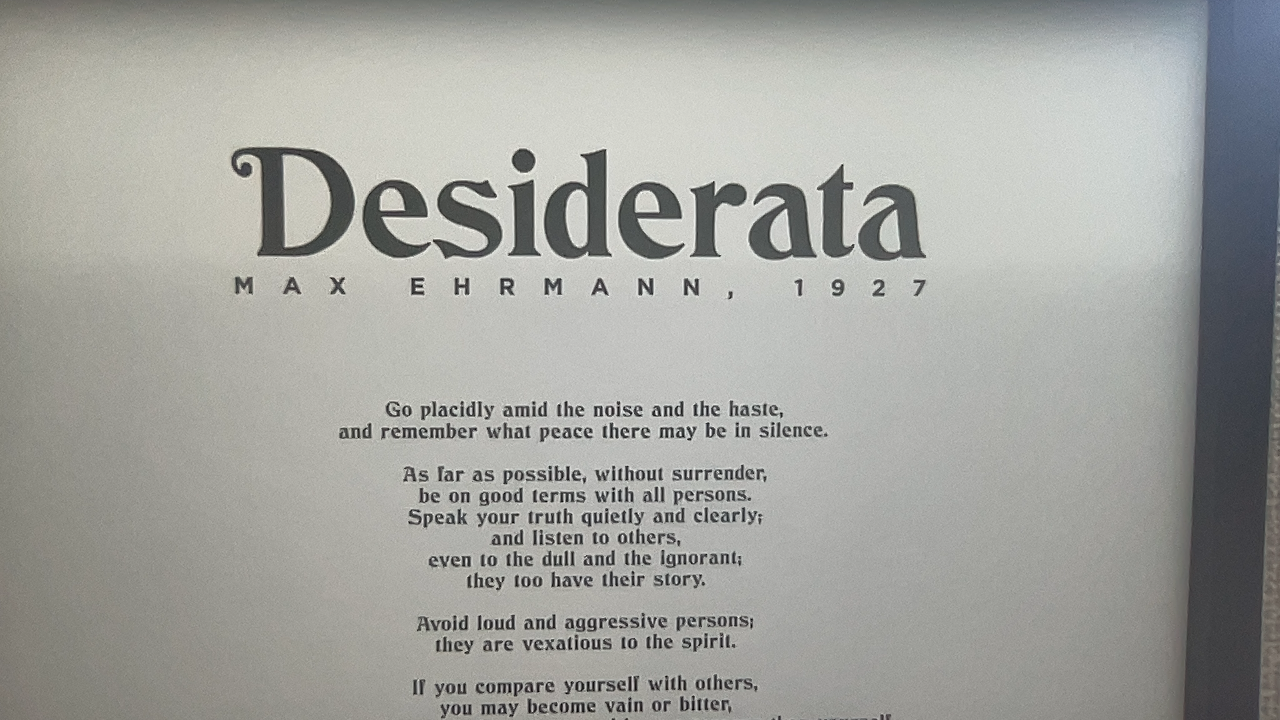 Desiderata
MAX EHRMANN, 1927
Go placidly amid the noise and the haste,
and remember what peace there may be in silence.
As far as possible, without surrender,
be on good terms with all persons.
Speak your truth quietly and clearly;
and listen to others,
even to the dull and the ignorant;
they too have their story.
Avoid loud and aggressive persons;
they are vexatious to the spirit.
If you compare yourself with others,
you may become vain or bitter,